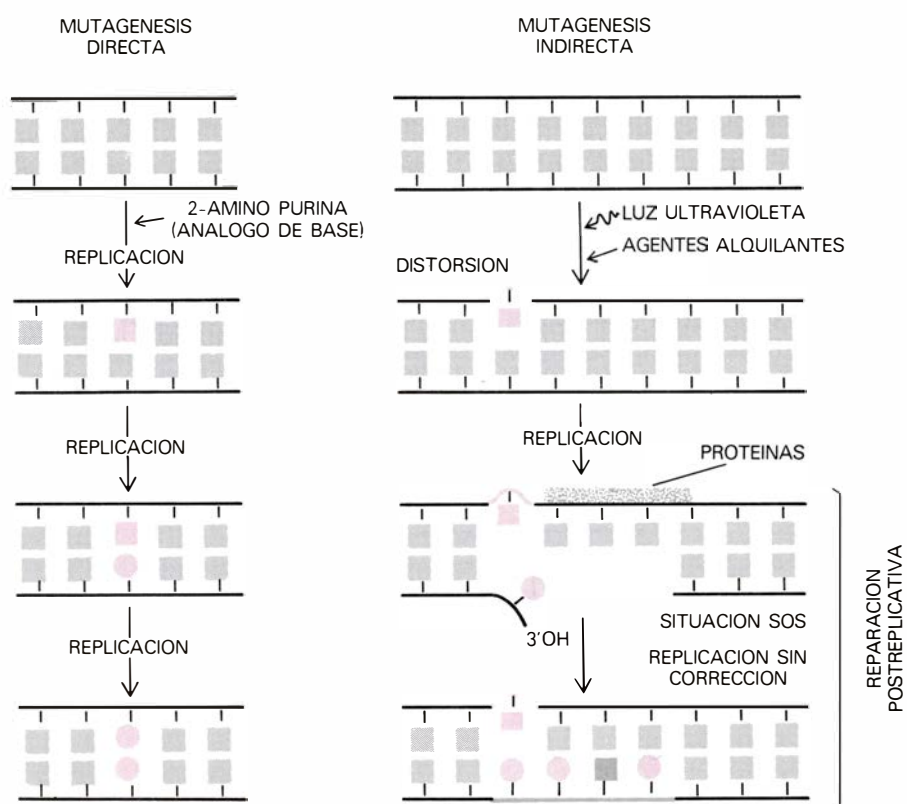 MUTAGENESIS
DIRECTA
2-AMINO PURINA
(ANALOGO DE BASE)
REPLICACION
REPLICACION
REPLICACION
MUTAGENESIS
INDIRECTA
LUZ ULTRAVIOLETA
AGENTES ALQUILANTES
DISTORSION
REPLICACION
PROTEINAS
3'OH
SITUACION SOS
REPLICACION SIN
CORRECCION
REPARACION
POSTREPLICATIVA